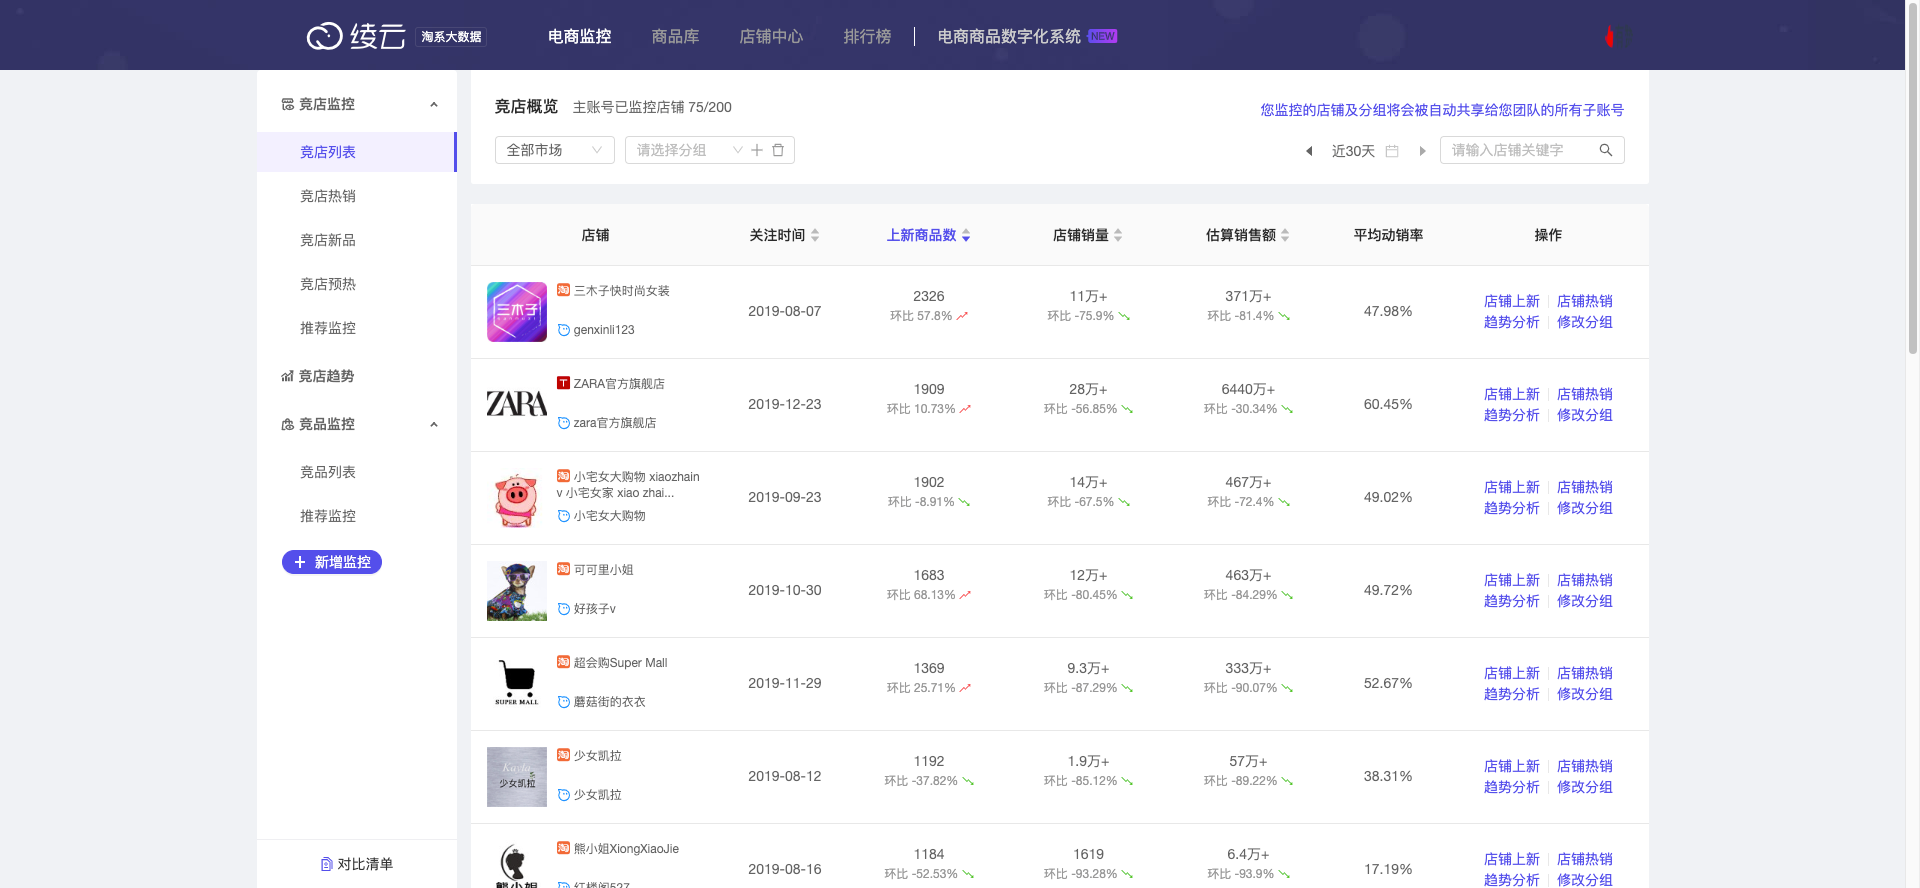 绫云 淘系大数据 电商监控 商品库 店铺中心 排行榜 电商商品数字化系统 NEW
竞店监控
竞店列表
竞店热销
竞店新品
竞店预热
推荐监控
竞店趋势
竞品监控
竞品列表
推荐监控
+ 新增监控
对比清单
竞店概览 主账号已监控店铺 75/200
您监控的店铺及分组将会被自动共享给您团队的所有子账号
全部市场 请选择分组 近30天 请输入店铺关键字
店铺 关注时间 上新商品数 店铺销量 估算销售额 平均动销率 操作
三木子
淘 三木子快时尚女装
genxinli123
2019-08-07
2326
环比 57.8%
11万+
环比 -75.9%
371万+
环比 -81.4%
47.98%
店铺上新 店铺热销
趋势分析 修改分组
ZARA
T ZARA官方旗舰店
zara官方旗舰店
2019-12-23
1909
环比 10.73%
28万+
环比 -56.85%
6440万+
环比 -30.34%
60.45%
店铺上新 店铺热销
趋势分析 修改分组
淘 小宅女大购物 xiaozhain
v 小宅女家 xiao zhai...
小宅女大购物
2019-09-23
1902
环比 -8.91%
14万+
环比 -67.5%
467万+
环比 -72.4%
49.02%
店铺上新 店铺热销
趋势分析 修改分组
淘 可可里小姐
好孩子v
2019-10-30
1683
环比 68.13%
12万+
环比 -80.45%
463万+
环比 -84.29%
49.72%
店铺上新 店铺热销
趋势分析 修改分组
SUPER MALL
淘 超会购Super Mall
蘑菇街的衣衣
2019-11-29
1369
环比 25.71%
9.3万+
环比 -87.29%
333万+
环比 -90.07%
52.67%
店铺上新 店铺热销
趋势分析 修改分组
少女凯拉
淘 少女凯拉
少女凯拉
2019-08-12
1192
环比 -37.82%
1.9万+
环比 -85.12%
57万+
环比 -89.22%
38.31%
店铺上新 店铺热销
趋势分析 修改分组
熊小姐
淘 熊小姐XiongXiaoJie
红楼阁527
2019-08-16
1184
环比 -52.53%
1619
环比 -93.28%
6.4万+
环比 -93.9%
17.19%
店铺上新 店铺热销
趋势分析 修改分组